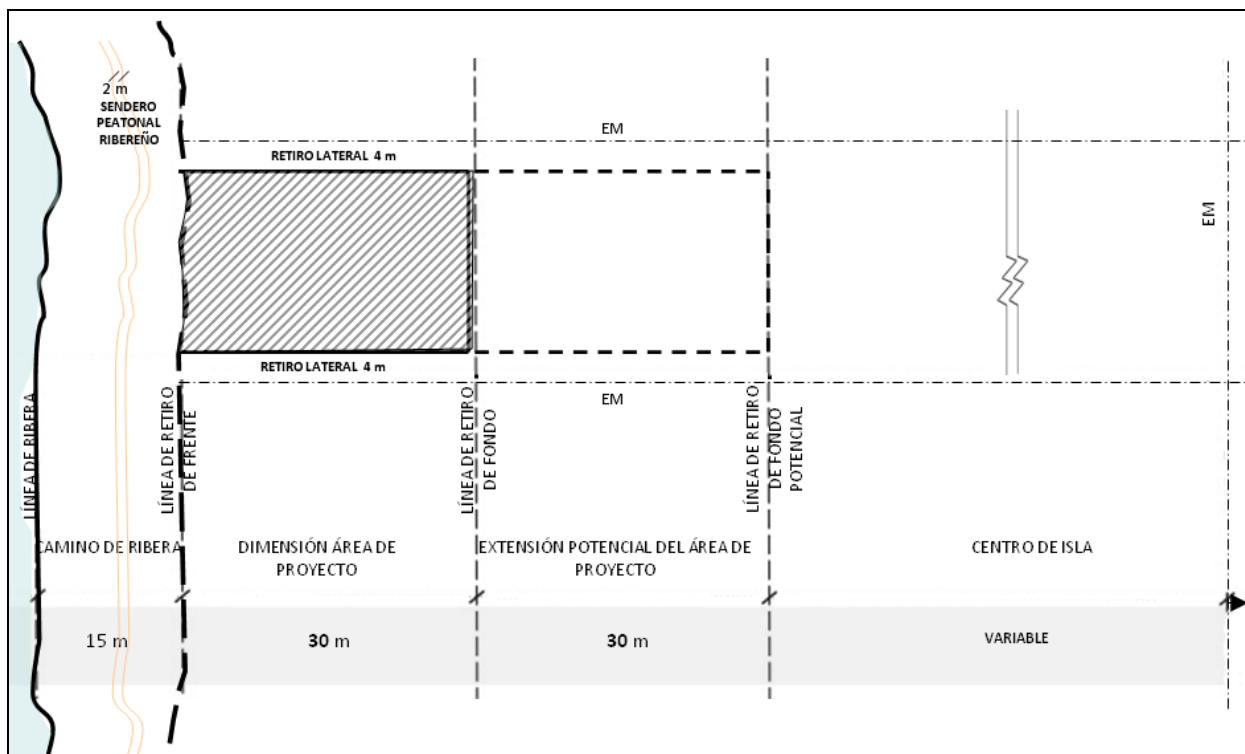 2 m
SENDERO
PEATONAL
RIBEREÑO
EM
RETIRO LATERAL 4 m
EM
RETIRO LATERAL 4 m
EM
LÍNEA DE RIBERA
LÍNEA DE RETIRO
DE FRENTE
LÍNEA DE RETIRO
DE FONDO
LÍNEA DE RETIRO
DE FONDO
POTENCIAL
CAMINO DE RIBERA
DIMENSIÓN ÁREA DE
PROYECTO
EXTENSIÓN POTENCIAL DEL ÁREA DE
PROYECTO
CENTRO DE ISLA
15 m
30 m
30 m
VARIABLE